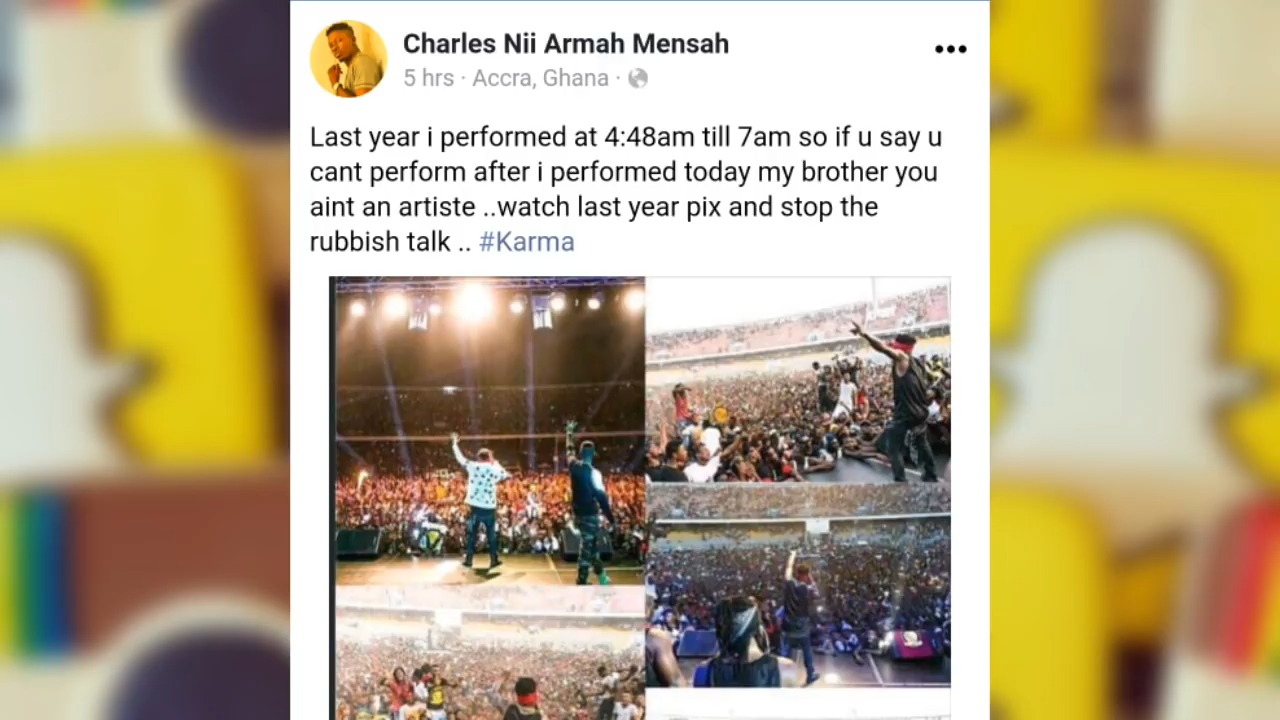 Charles Nii Armah Mensah
5 hrs · Accra, Ghana ·
Last year i performed at 4:48am till 7am so if u say u
cant perform after i performed today my brother you
aint an artiste ..watch last year pix and stop the
rubbish talk .. #Karma